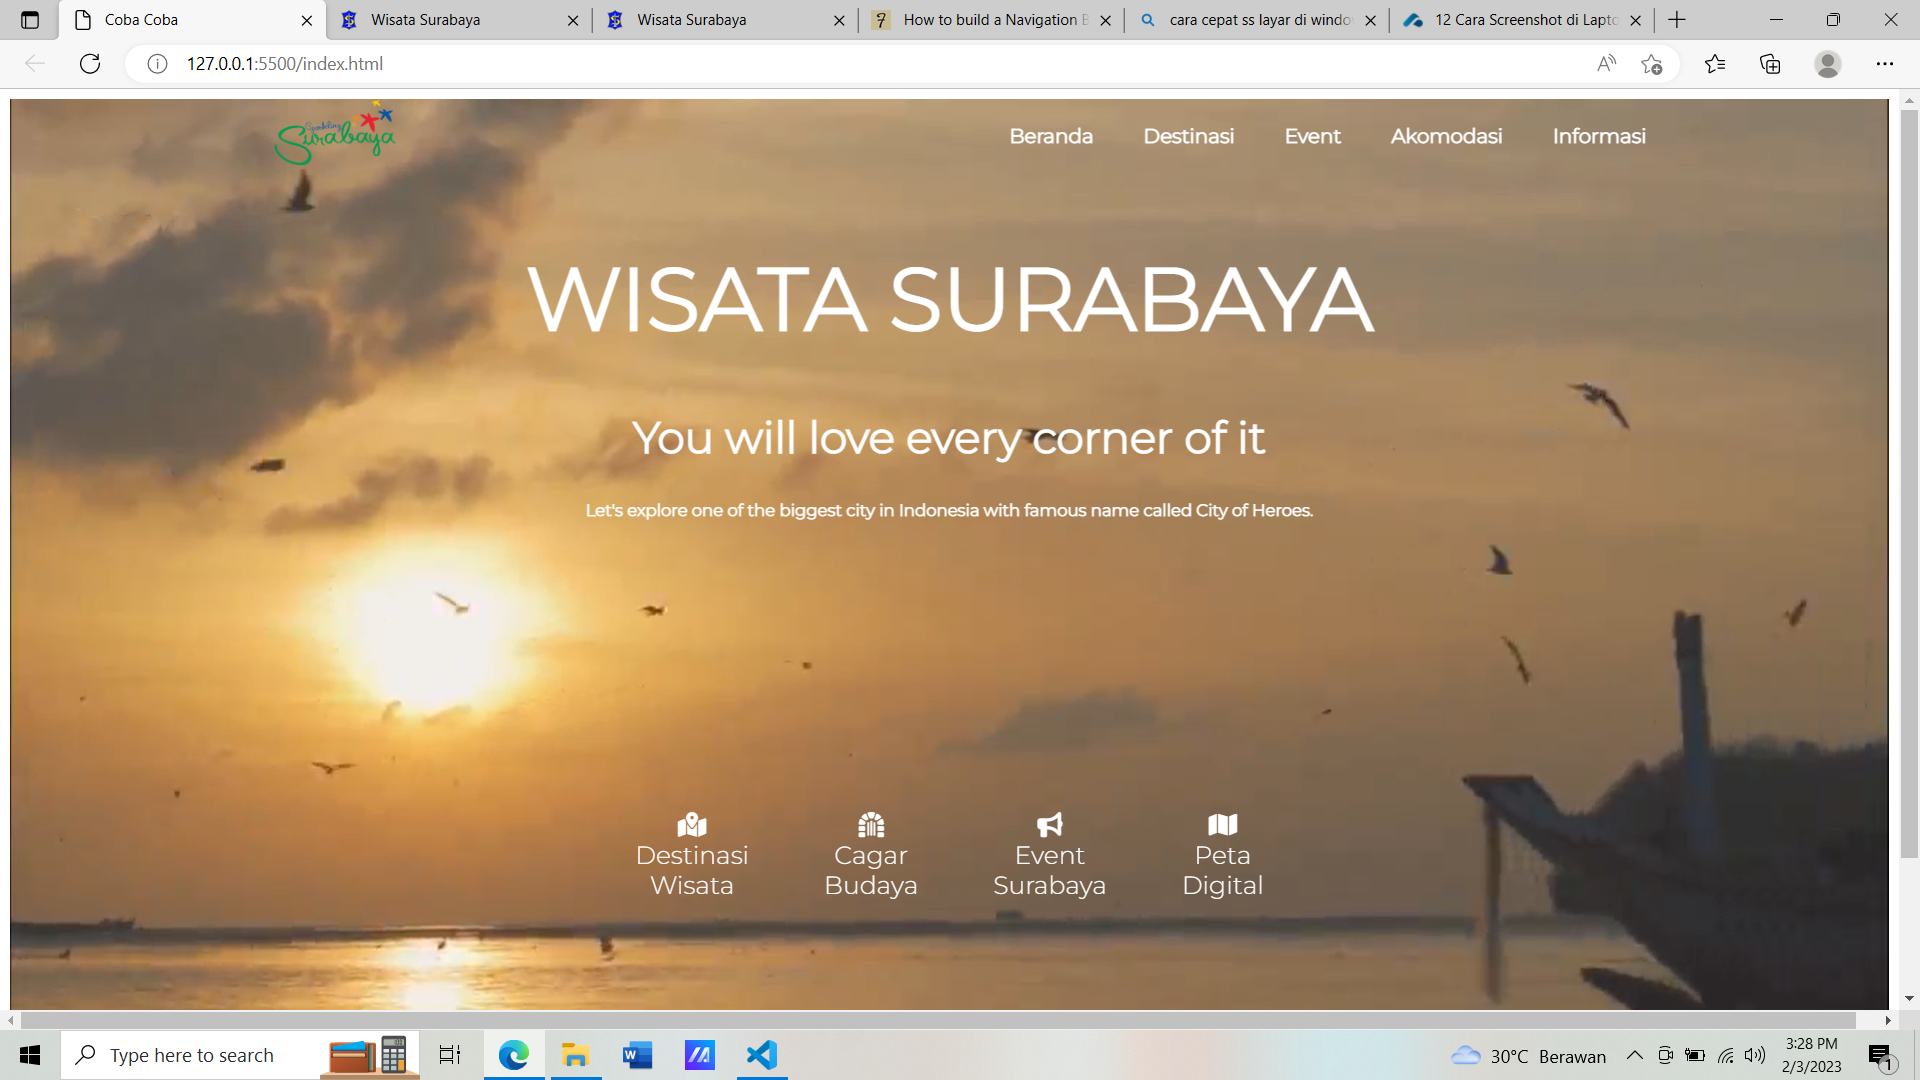 Coba Coba
Wisata Surabaya
Wisata Surabaya
How to build a Navigation B
cara cepat ss layar di windo
12 Cara Screenshot di Lapto
127.0.0.1:5500/index.html
Sparkling
Surabaya
Beranda Destinasi Event Akomodasi Informasi
WISATA SURABAYA
You will love every corner of it
Let's explore one of the biggest city in Indonesia with famous name called City of Heroes.
Destinasi
Wisata
Cagar
Budaya
Event
Surabaya
Peta
Digital
Type here to search
30°C Berawan
3:28 PM
2/3/2023
1